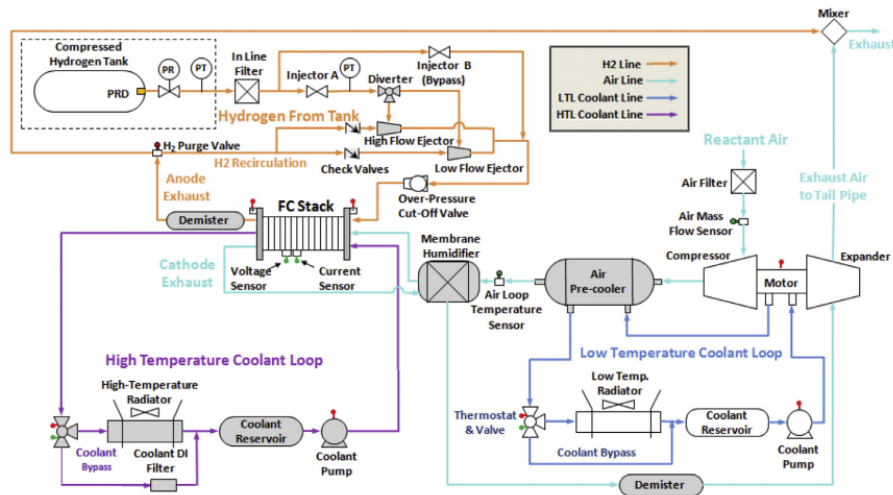 Compressed
Hydrogen Tank
PRD
PR
PT
In Line
Filter
Injector A
PT
Diverter
Injector B
(Bypass)
Mixer
Exhaust
H2 Line
Air Line
LTL Coolant Line
HTL Coolant Line
Hydrogen From Tank
High Flow Ejector
H2 Purge Valve
H2 Recirculation
Check Valves
Low Flow Ejector
Anode
Exhaust
Over-Pressure
Cut-Off Valve
Reactant Air
Air Filter
Exhaust Air
to Tail Pipe
Air Mass
Flow Sensor
Demister
FC Stack
Voltage
Sensor
Current
Sensor
Cathode
Exhaust
Membrane
Humidifier
Air Loop
Temperature
Sensor
Air
Pre-cooler
Compressor
Motor
Expander
High Temperature Coolant Loop
High-Temperature
Radiator
Coolant
Bypass
Coolant DI
Filter
Coolant
Reservoir
Coolant
Pump
Low Temperature Coolant Loop
Low Temp.
Radiator
Thermostat
& Valve
Coolant Bypass
Coolant
Reservoir
Coolant
Pump
Demister